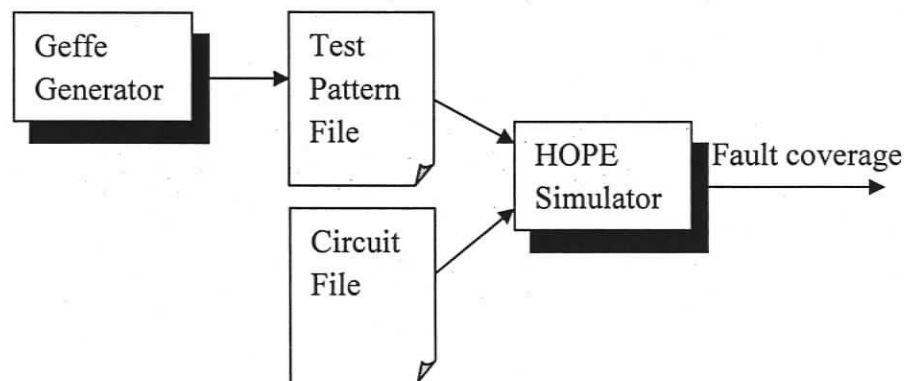 Geffe
Generator
Test
Pattern
File
HOPE
Simulator
Fault coverage
Circuit
File